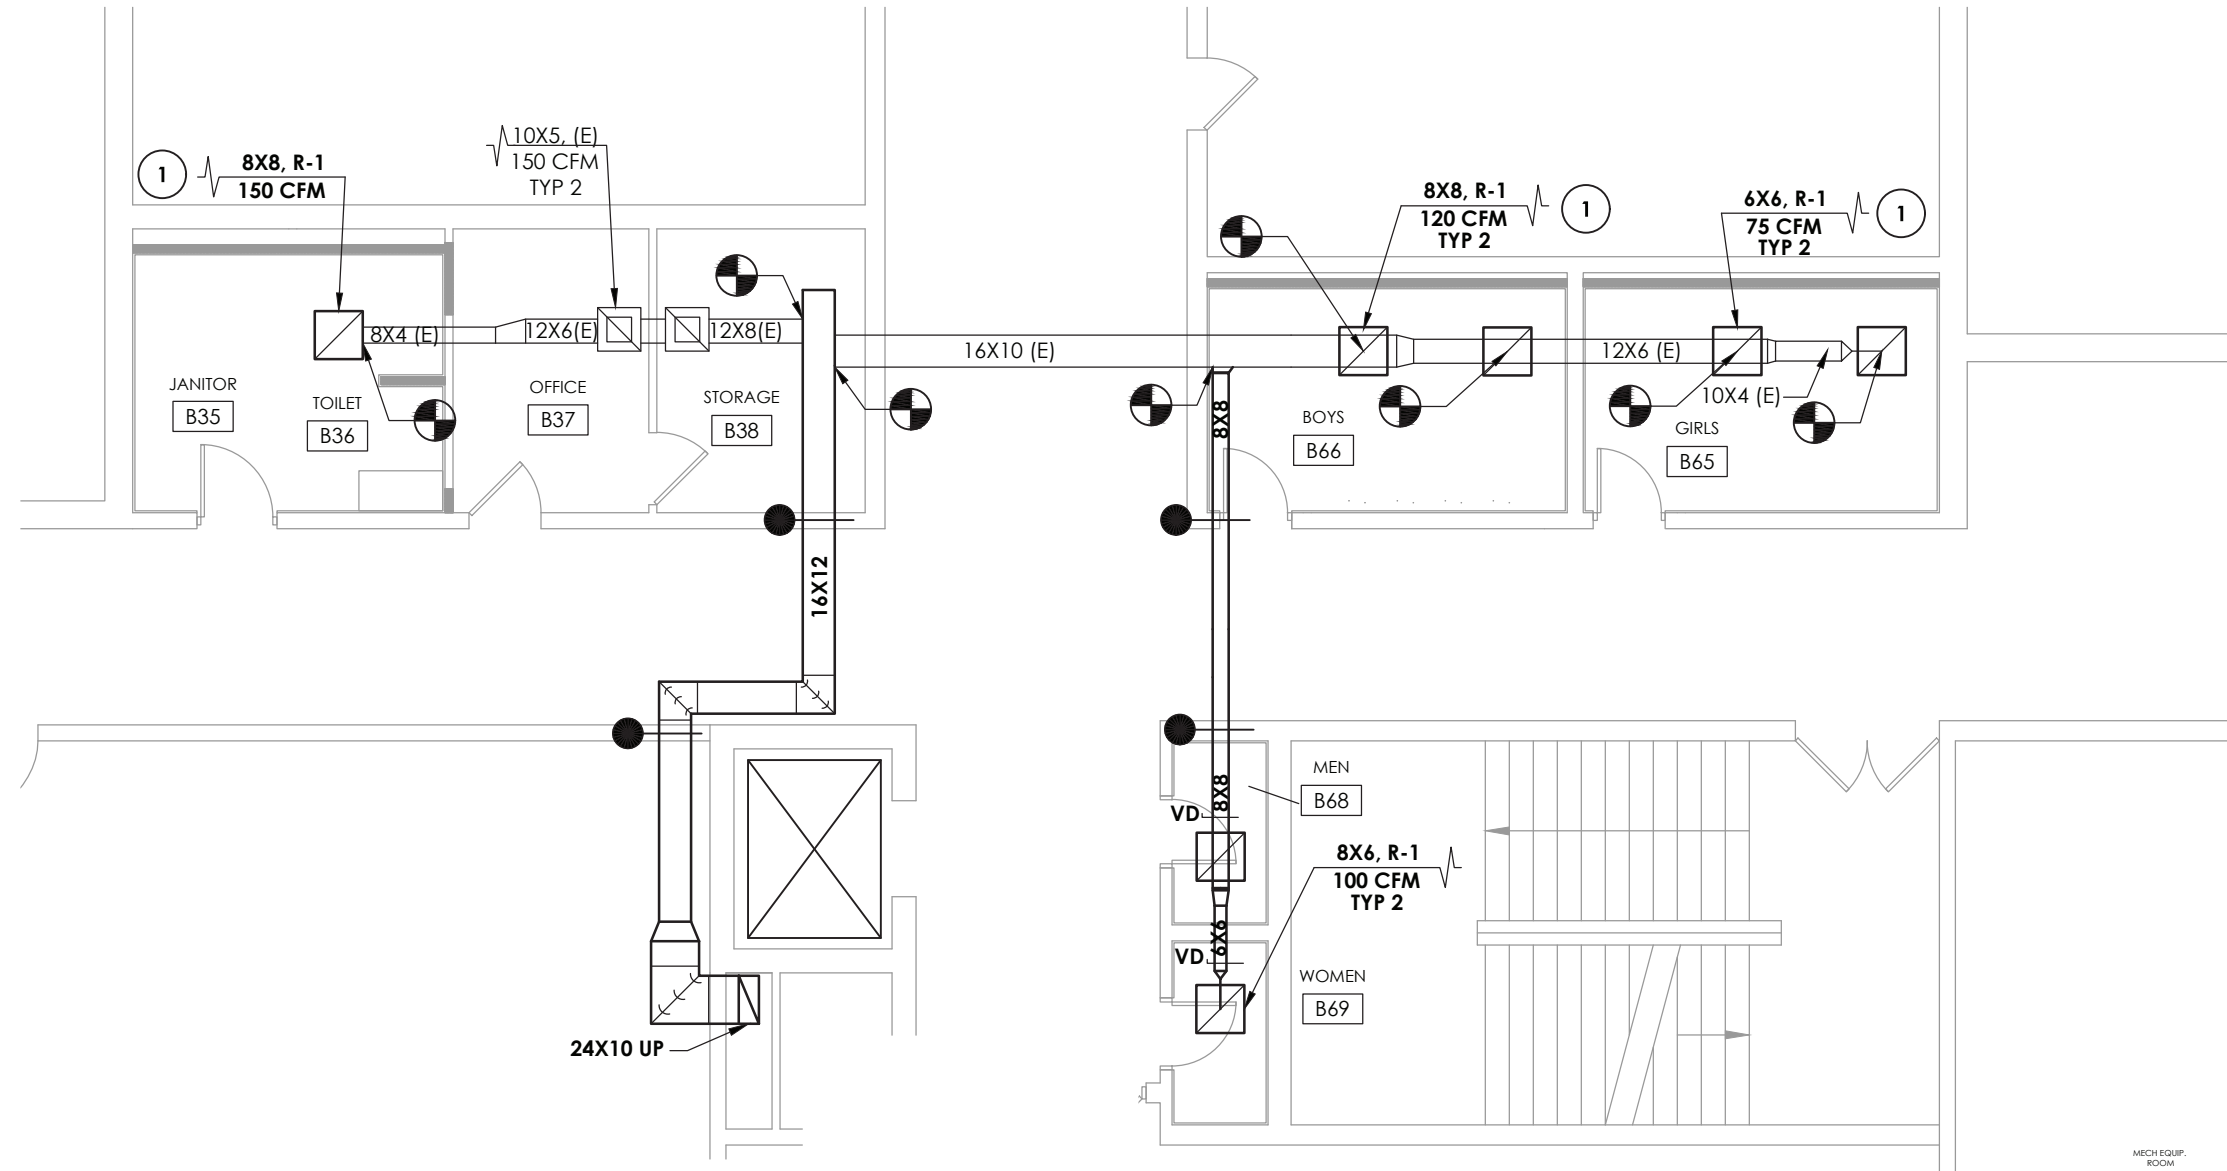 1
8X8, R-1
150 CFM
10X5, (E)
150 CFM
TYP 2
8X8, R-1
120 CFM
TYP 2
1
6X6, R-1
75 CFM
TYP 2
1
8X4 (E)
12X6(E)
12X8(E)
16X10 (E)
12X6 (E)
10X4 (E)
JANITOR
B35
TOILET
B36
OFFICE
B37
STORAGE
B38
8X8
BOYS
B66
GIRLS
B65
16X12
MEN
B68
8X8
VD
8X6, R-1
100 CFM
TYP 2
6X6
VD
WOMEN
B69
24X10 UP
MECH EQUIP.
ROOM